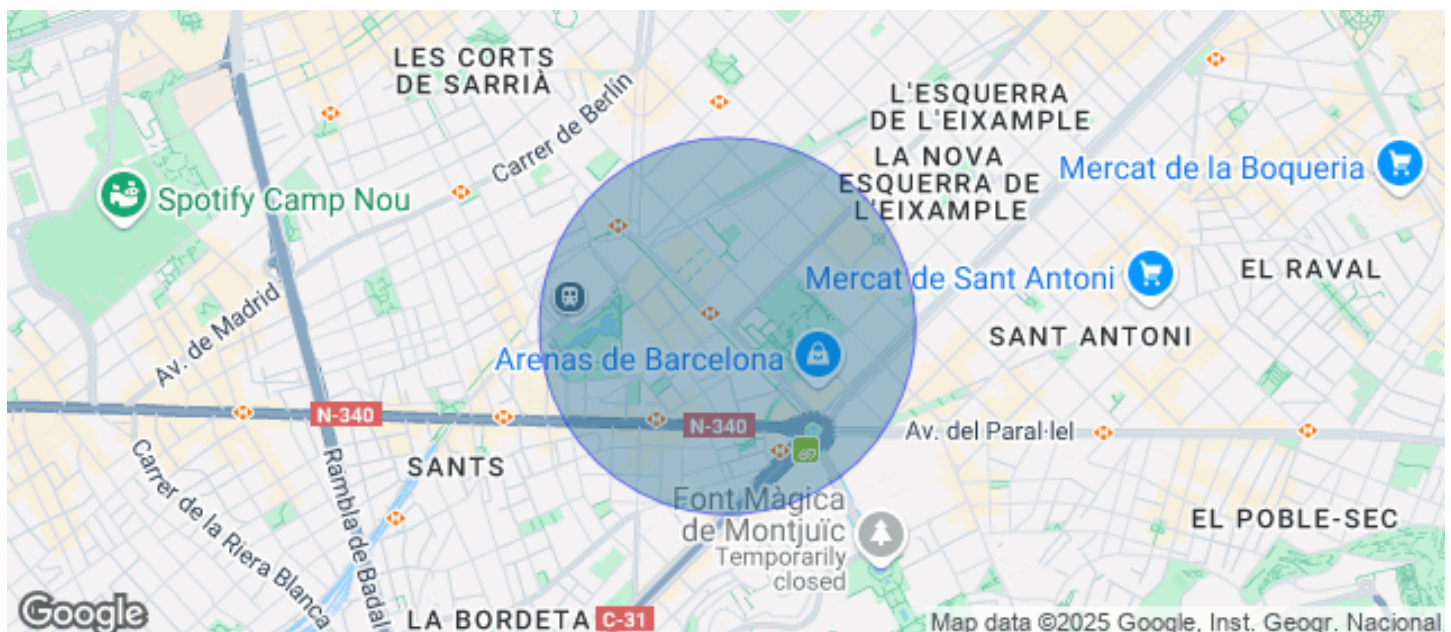 LES CORTS
DE SARRIÀ
Carrer de Berlín
L'ESQUERRA
DE L'EIXAMPLE
LA NOVA
ESQUERRA DE
L'EIXAMPLE
Mercat de la Boqueria
Spotify Camp Nou
Mercat de Sant Antoni
EL RAVAL
Av. de Madrid
SANT ANTONI
Arenas de Barcelona
N-340
N-340
Av. del Paral·lel
SANTS
Carrer de la Riera Blanca
Rambla de Badal
Font Màgica
de Montjuïc
Temporarily
closed
EL POBLE-SEC
Google
LA BORDETA
C-31
Map data ©2025 Google, Inst. Geogr. Nacional